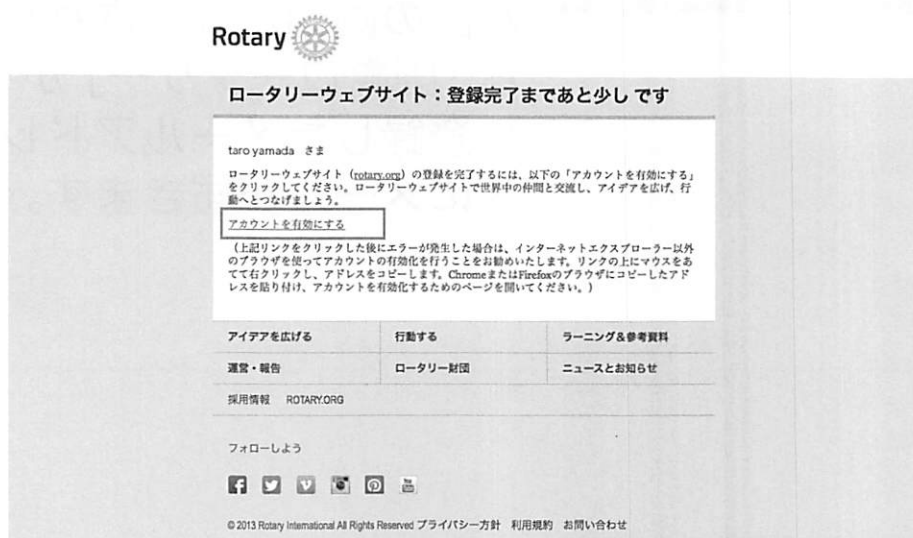 Rotary
ロータリーウェブサイト：登録完了まであと少し です
taro yamada さま
ロータリーウェブサイト（rotary.org）の登録を完了するには、以下の「アカウントを有効にする」
をクリックしてください。ロータリーウェブサイトで世界中の仲間と交流し、アイデアを広げ、行
動へとつなげましょう。
アカウントを有効にする
（上記リンクをクリックした後にエラーが発生した場合は、インターネットエクスプローラー以外
のブラウザを使ってアカウントの有効化を行うことをお勧めいたします。リンクの上にマウスをあ
てて右クリックし、アドレスをコピーします。ChromeまたはFirefoxのブラウザにコピーしたアド
レスを貼り付け、アカウントを有効化するためのページを開いてください。）
アイデアを広げる 行動する ラーニング＆参考資料
運営・報告 ロータリー財団 ニュースとお知らせ
採用情報 ROTARY.ORG
フォローしよう
© 2013 Rotary International All Rights Reserved プライバシー方針 利用規約 お問い合わせ